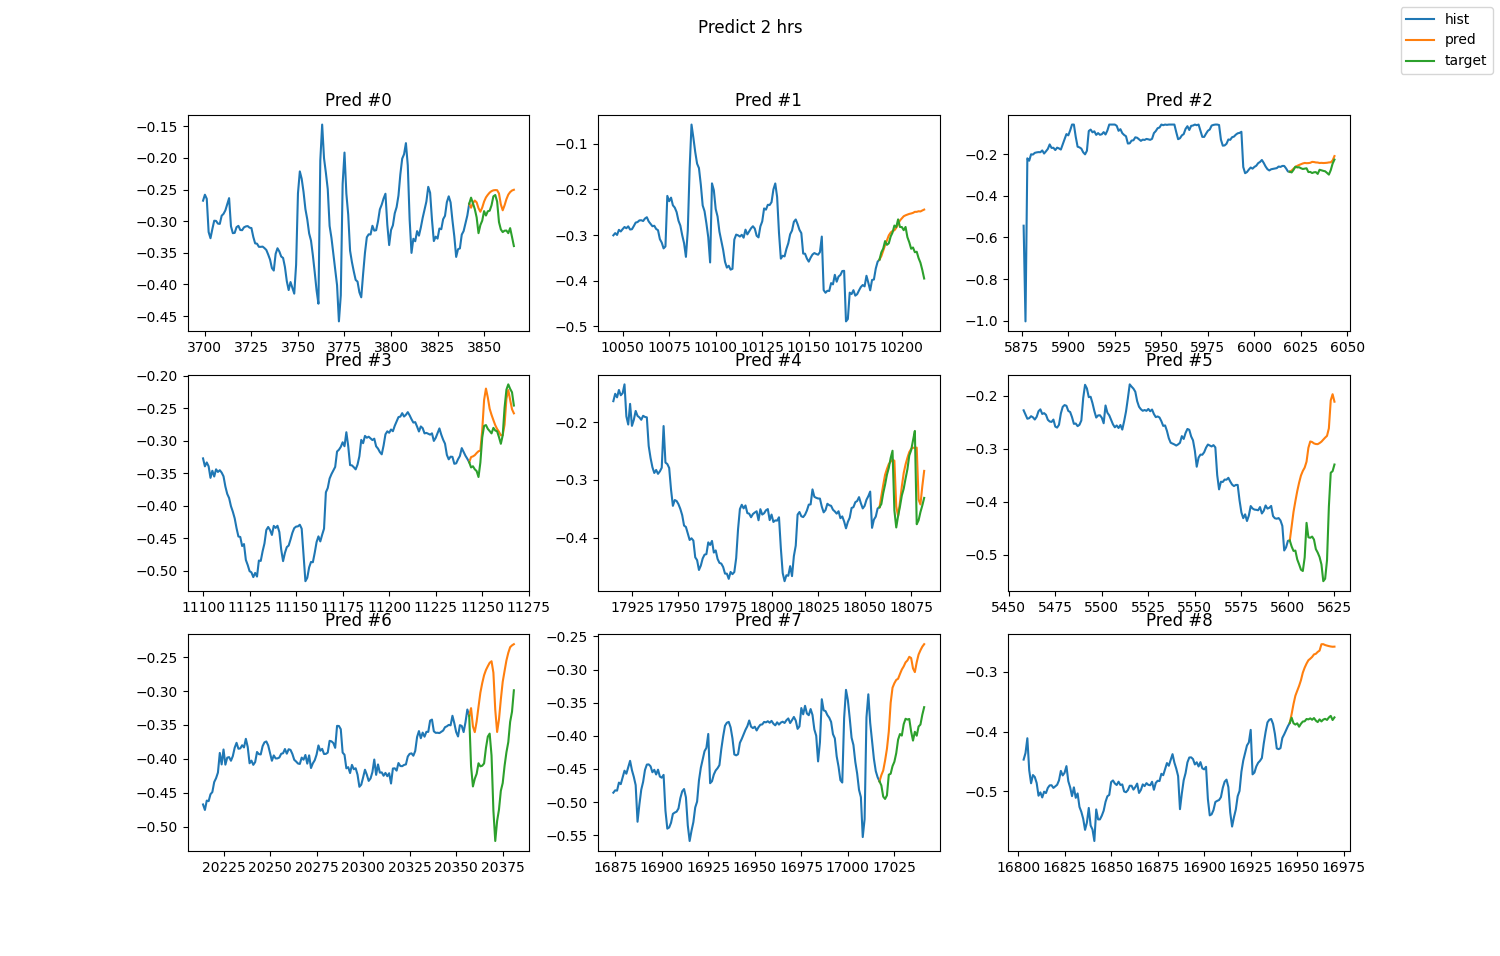 Predict 2 hrs
hist
pred
target
Pred #0
Pred #1
Pred #2
−0.15
−0.20
−0.25
−0.30
−0.35
−0.40
−0.45
3700 3725 3750 3775 3800 3825 3850
−0.1
−0.2
−0.3
−0.4
−0.5
10050 10075 10100 10125 10150 10175 10200
−0.2
−0.4
−0.6
−0.8
−1.0
5875 5900 5925 5950 5975 6000 6025 6050
Pred #3
Pred #4
Pred #5
−0.20
−0.25
−0.30
−0.35
−0.40
−0.45
−0.50
11100 11125 11150 11175 11200 11225 11250 11275
−0.2
−0.3
−0.4
17925 17950 17975 18000 18025 18050 18075
−0.2
−0.3
−0.4
−0.5
5450 5475 5500 5525 5550 5575 5600 5625
Pred #6
Pred #7
Pred #8
−0.25
−0.30
−0.35
−0.40
−0.45
−0.50
20225 20250 20275 20300 20325 20350 20375
−0.25
−0.30
−0.35
−0.40
−0.45
−0.50
−0.55
16875 16900 16925 16950 16975 17000 17025
−0.3
−0.4
−0.5
16800 16825 16850 16875 16900 16925 16950 16975